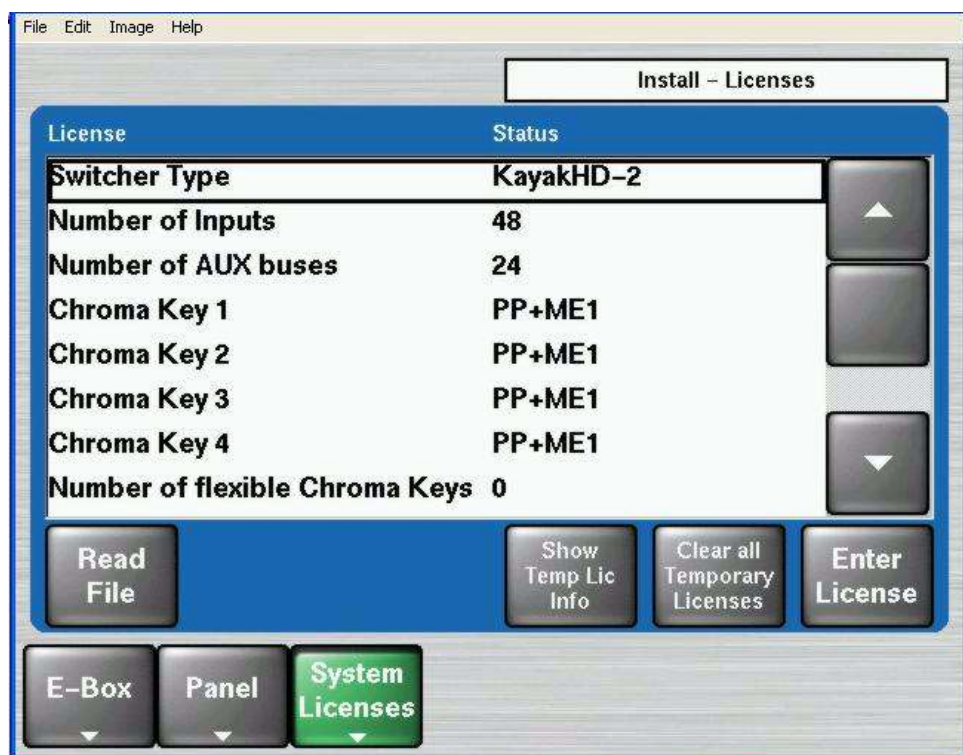 File Edit Image Help
Install – Licenses
License Status
Switcher Type KayakHD–2
Number of Inputs 48
Number of AUX buses 24
Chroma Key 1 PP+ME1
Chroma Key 2 PP+ME1
Chroma Key 3 PP+ME1
Chroma Key 4 PP+ME1
Number of flexible Chroma Keys 0
Read
File
Show
Temp Lic
Info
Clear all
Temporary
Licenses
Enter
License
E–Box
Panel
System
Licenses